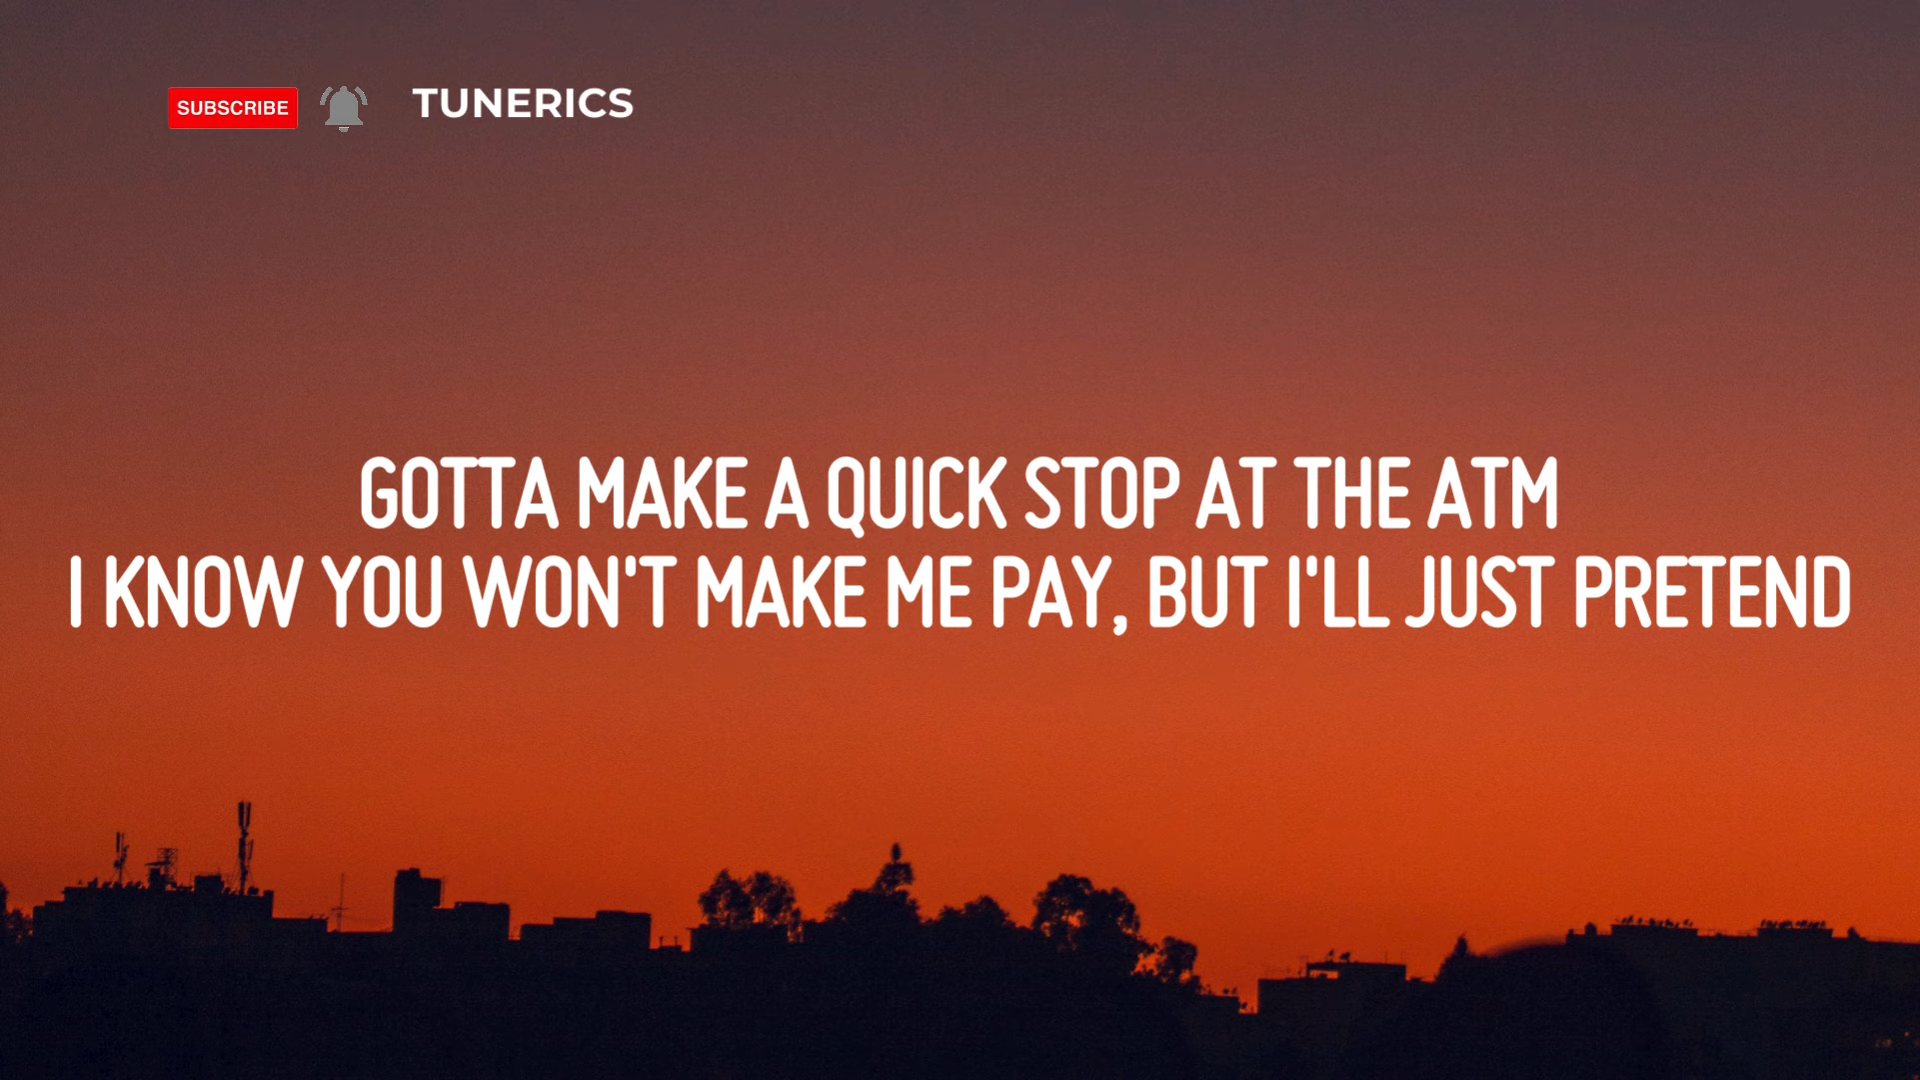 SUBSCRIBE
TUNERICS
GOTTA MAKE A QUICK STOP AT THE ATM
I KNOW YOU WON'T MAKE ME PAY, BUT I'LL JUST PRETEND